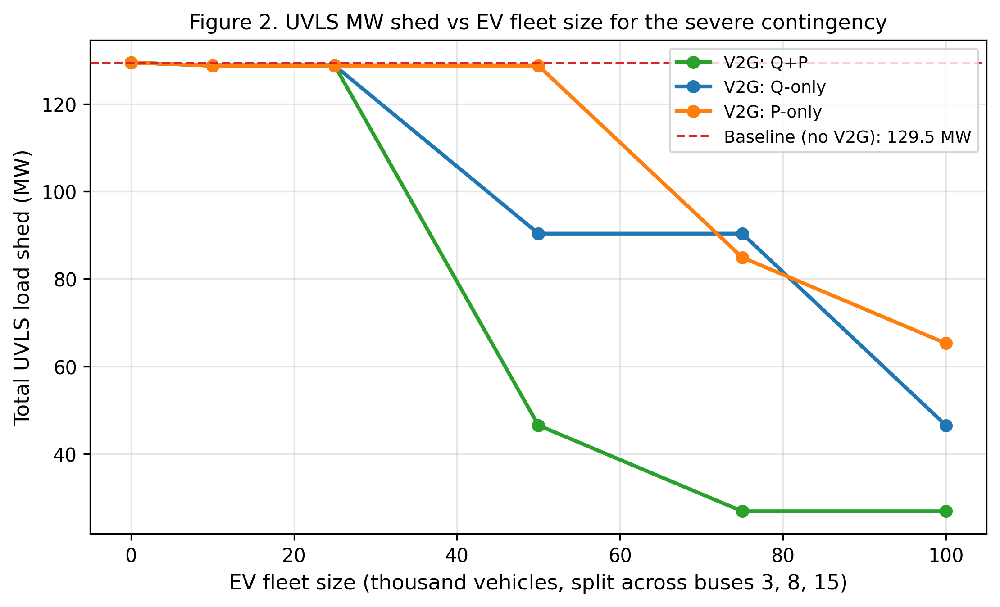 Figure 2. UVLS MW shed vs EV fleet size for the severe contingency
V2G: Q+P
V2G: Q-only
V2G: P-only
Baseline (no V2G): 129.5 MW
Total UVLS load shed (MW)
120
100
80
60
40
0 20 40 60 80 100
EV fleet size (thousand vehicles, split across buses 3, 8, 15)